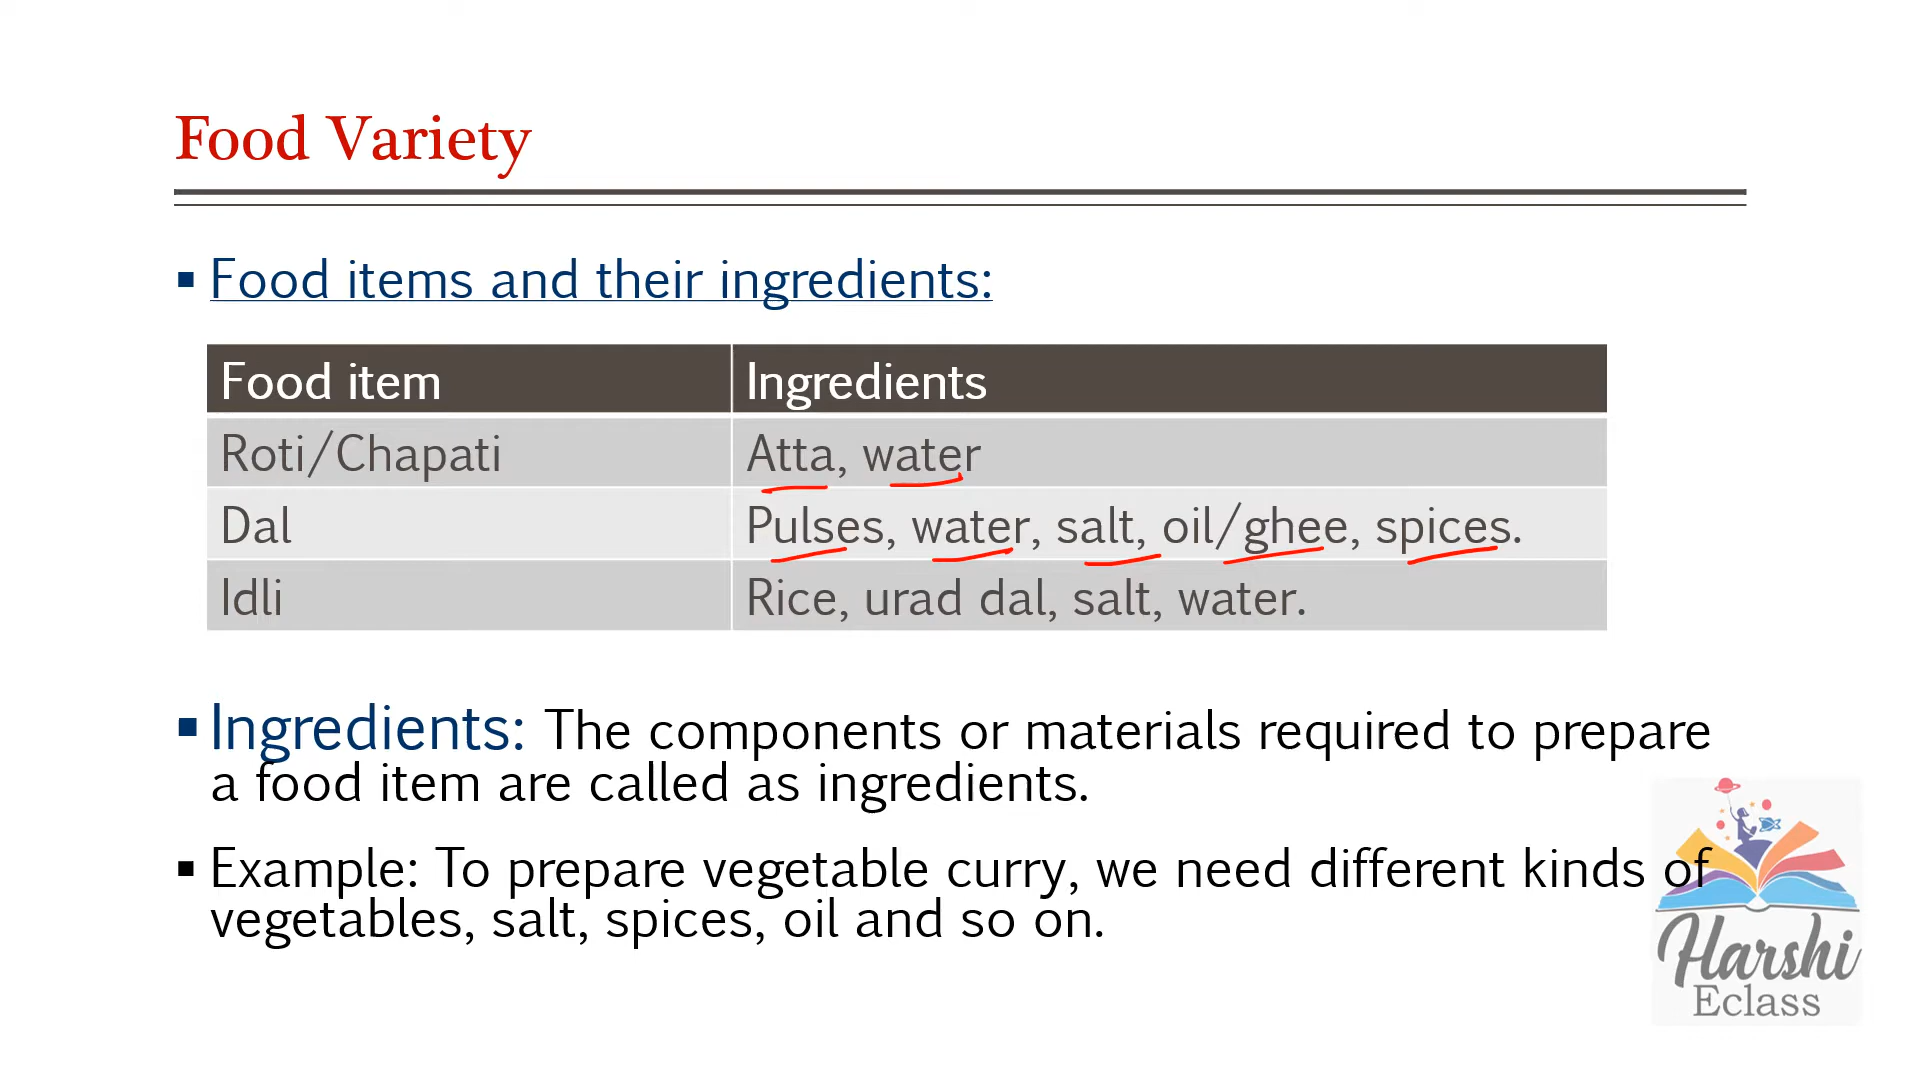 Food Variety
Food items and their ingredients:
Food item Ingredients
Roti/Chapati Atta, water
Dal Pulses, water, salt, oil/ghee, spices.
Idli Rice, urad dal, salt, water.
Ingredients: The components or materials required to prepare
a food item are called as ingredients.
Example: To prepare vegetable curry, we need different kinds of
vegetables, salt, spices, oil and so on.
Harshi
Eclass